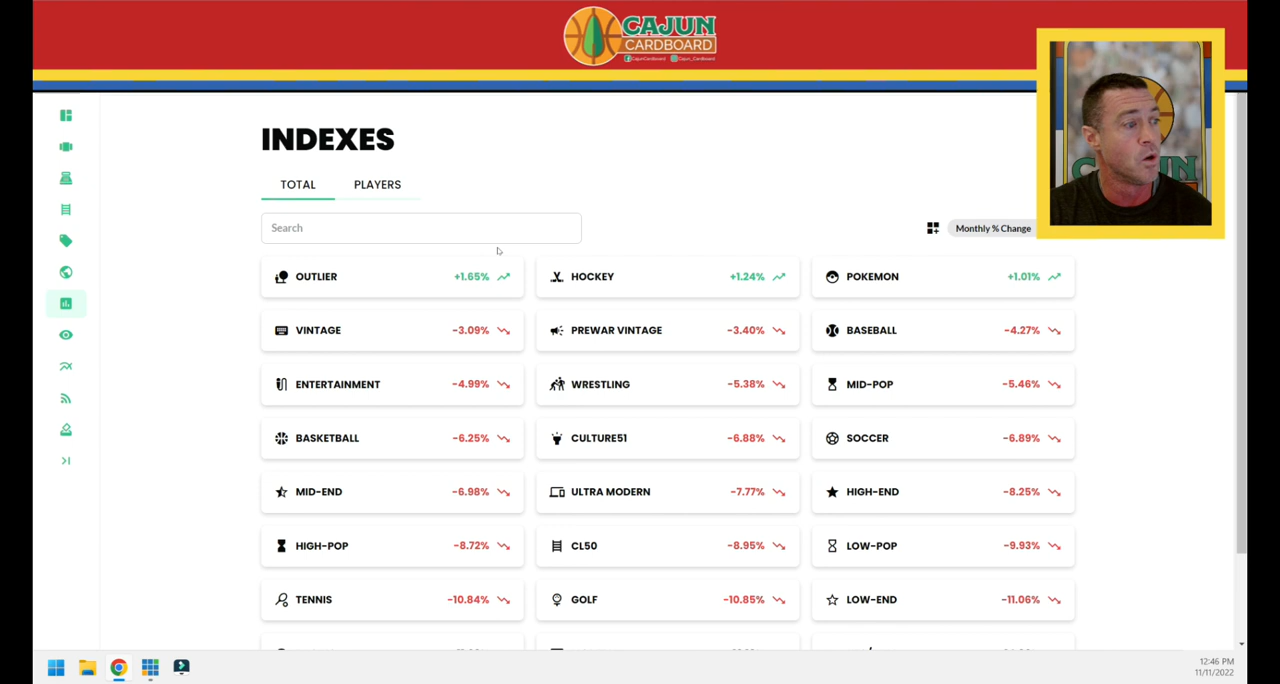 CAJUN
CARDBOARD
CajunCardboard Cajun_Cardboard
INDEXES
TOTAL PLAYERS
Search
Monthly % Change
OUTLIER +1.65% HOCKEY +1.24% POKEMON +1.01%
VINTAGE -3.09% PREWAR VINTAGE -3.40% BASEBALL -4.27%
ENTERTAINMENT -4.99% WRESTLING -5.38% MID-POP -5.46%
BASKETBALL -6.25% CULTURE51 -6.88% SOCCER -6.89%
MID-END -6.98% ULTRA MODERN -7.77% HIGH-END -8.25%
HIGH-POP -8.72% CL50 -8.95% LOW-POP -9.93%
TENNIS -10.84% GOLF -10.85% LOW-END -11.06%
12:46 PM
11/11/2022